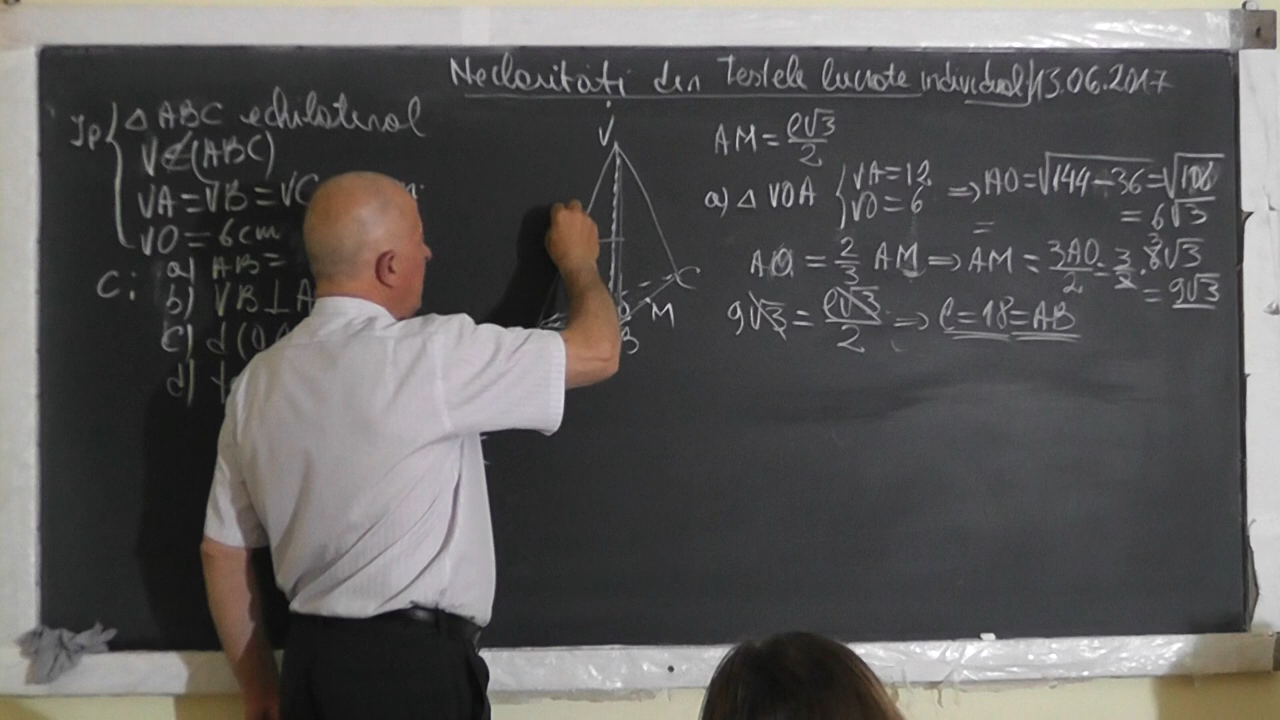 Neclarități din Testele lucrate individual/13.06.2017
Ip
△ ABC echilateral
V∉(ABC)
VA=VB=VC
VO=6cm
C:
a) AB=
b) VB⊥A
c) d(O,
d)
V
C
M
O
B
AM=ℓ√3/2
a) △ VOA { VA=12 VO=6 ⇒ AO=√144-36=√108
=
= 6√3
AO = 2/3 AM ⇒ AM = 3AO/2 = 3/2 · 6√3
3
= 9√3
9√3 = ℓ√3/2 ⇒ ℓ=18=AB